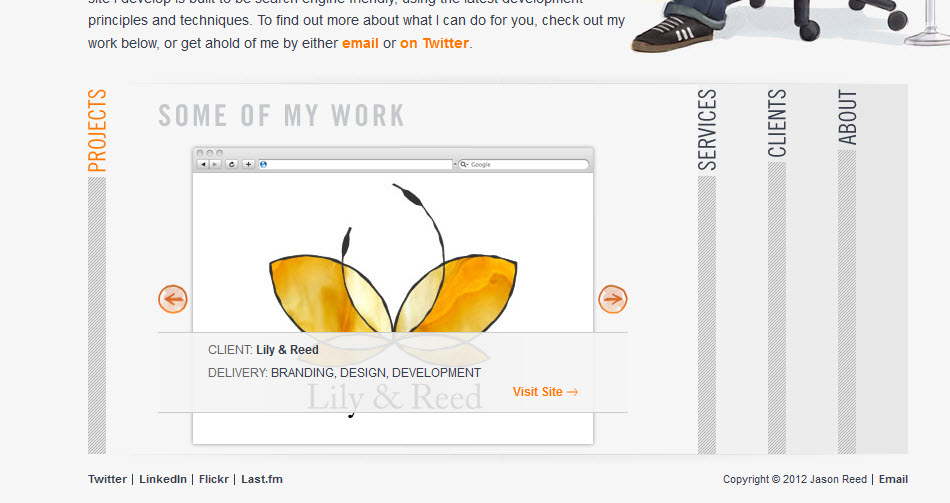 site I develop is built to be search engine friendly, using the latest development
principles and techniques. To find out more about what I can do for you, check out my
work below, or get ahold of me by either email or on Twitter.
PROJECTS
SOME OF MY WORK
Google
CLIENT: Lily & Reed
DELIVERY: BRANDING, DESIGN, DEVELOPMENT
Visit Site →
Lily & Reed
SERVICES
CLIENTS
ABOUT
Twitter | LinkedIn | Flickr | Last.fm
Copyright © 2012 Jason Reed | Email